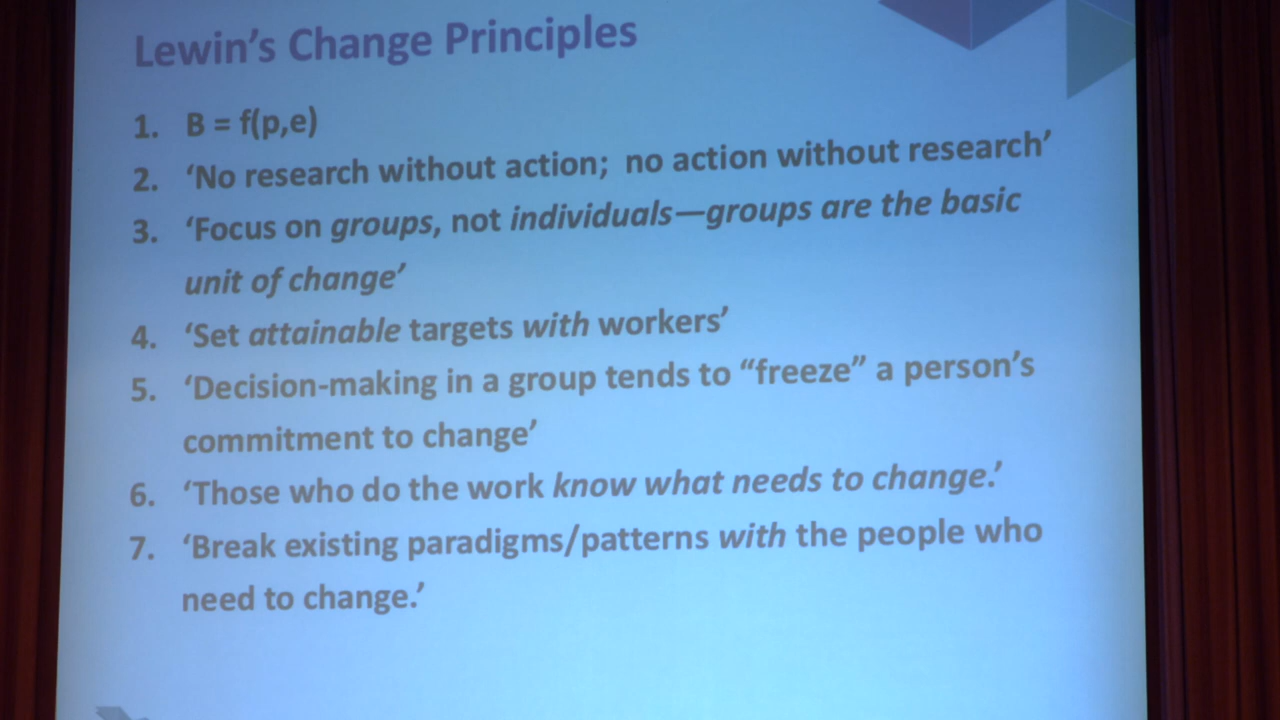 Lewin's Change Principles
1. B = f(p,e)
2. ‘No research without action; no action without research’
3. ‘Focus on groups, not individuals—groups are the basic
unit of change’
4. ‘Set attainable targets with workers’
5. ‘Decision-making in a group tends to “freeze” a person’s
commitment to change’
6. ‘Those who do the work know what needs to change.’
7. ‘Break existing paradigms/patterns with the people who
need to change.’